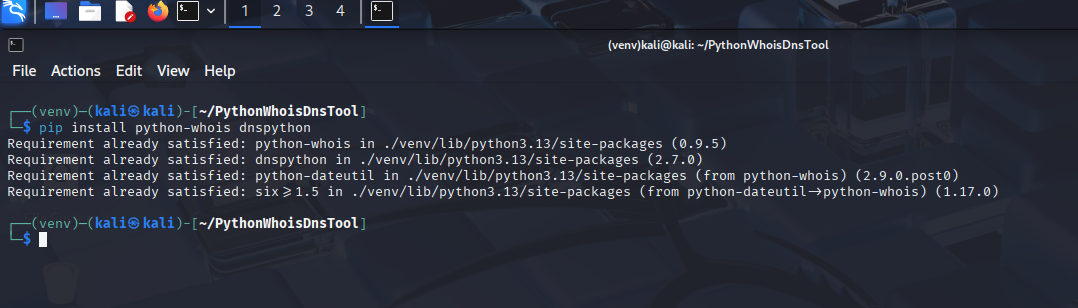 1 2 3 4
(venv)kali@kali: ~/PythonWhoisDnsTool
File Actions Edit View Help
┌──(venv)─(kali㉿kali)-[~/PythonWhoisDnsTool]
└─$ pip install python-whois dnspython
Requirement already satisfied: python-whois in ./venv/lib/python3.13/site-packages (0.9.5)
Requirement already satisfied: dnspython in ./venv/lib/python3.13/site-packages (2.7.0)
Requirement already satisfied: python-dateutil in ./venv/lib/python3.13/site-packages (from python-whois) (2.9.0.post0)
Requirement already satisfied: six>=1.5 in ./venv/lib/python3.13/site-packages (from python-dateutil->python-whois) (1.17.0)
┌──(venv)─(kali㉿kali)-[~/PythonWhoisDnsTool]
└─$